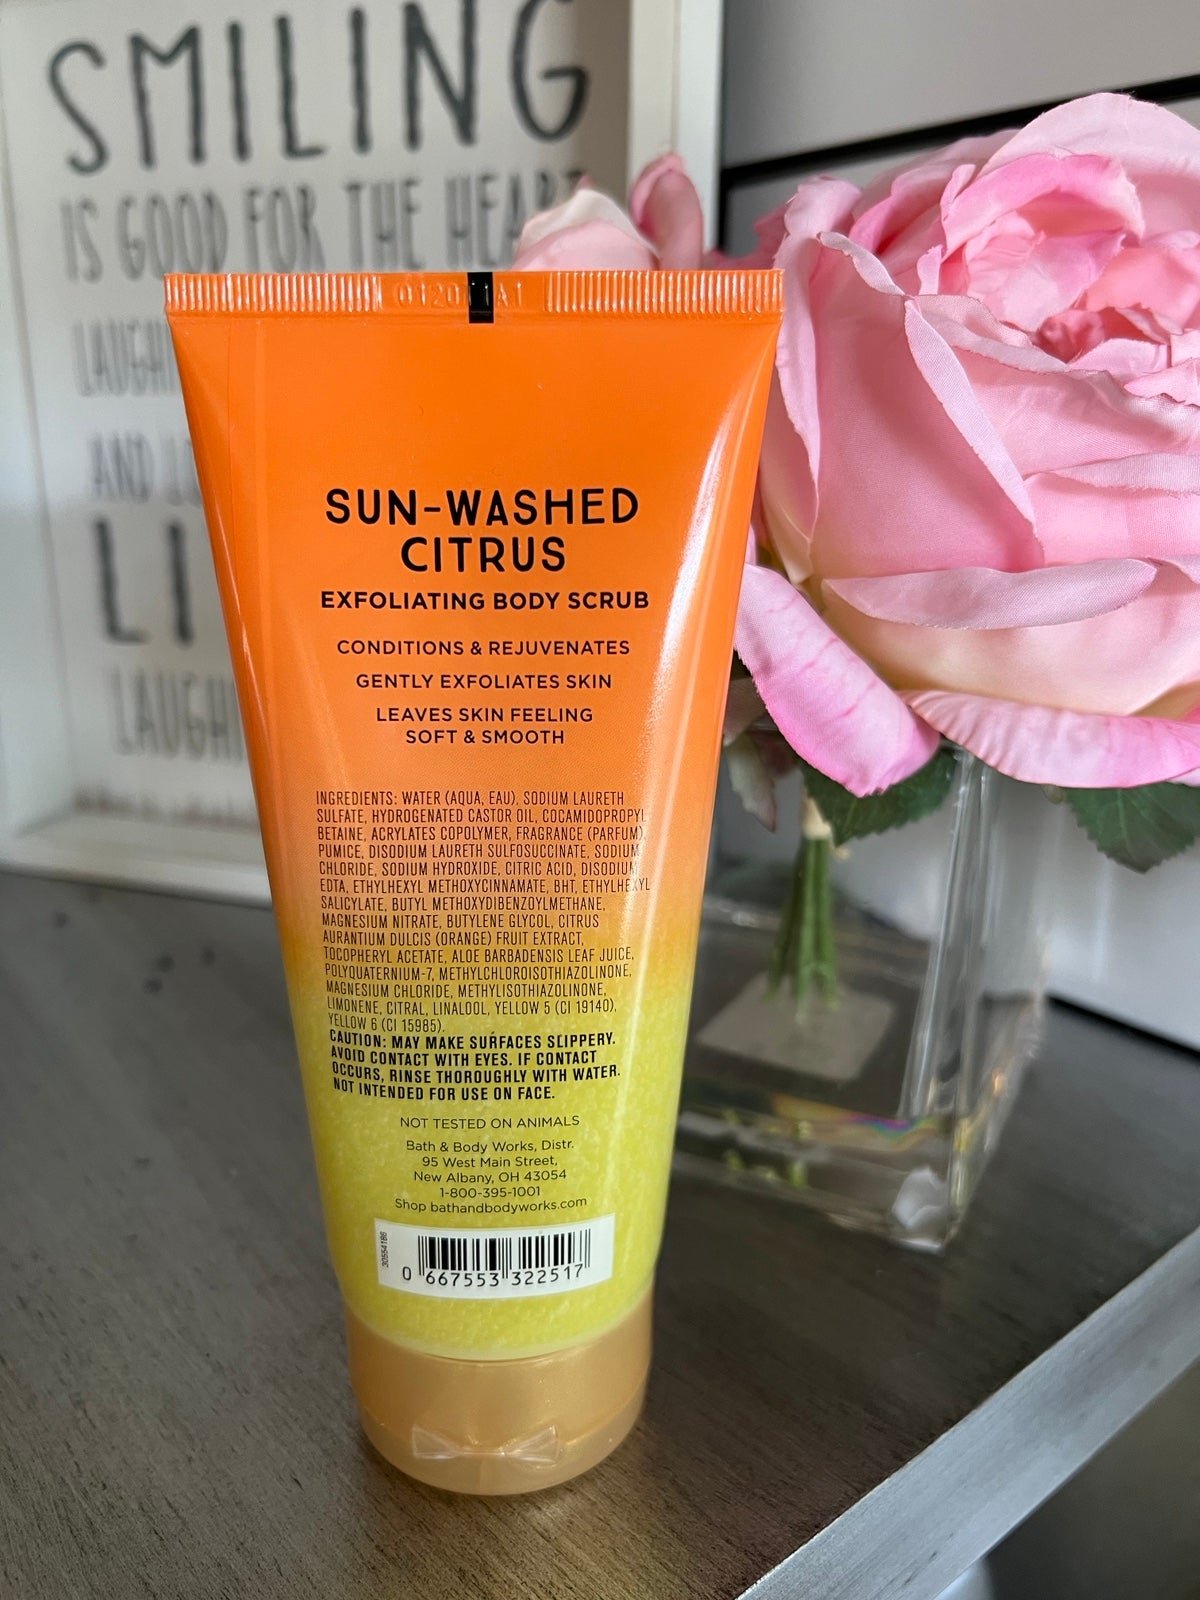 SMILING
IS GOOD FOR THE HEART
LAUGH
AND
LI
LAUGH
0120 A1
SUN-WASHED
CITRUS
EXFOLIATING BODY SCRUB
CONDITIONS & REJUVENATES
GENTLY EXFOLIATES SKIN
LEAVES SKIN FEELING
SOFT & SMOOTH
INGREDIENTS: WATER (AQUA, EAU), SODIUM LAURETH
SULFATE, HYDROGENATED CASTOR OIL, COCAMIDOPROPYL
BETAINE, ACRYLATES COPOLYMER, FRAGRANCE (PARFUM),
PUMICE, DISODIUM LAURETH SULFOSUCCINATE, SODIUM
CHLORIDE, SODIUM HYDROXIDE, CITRIC ACID, DISODIUM
EDTA, ETHYLHEXYL METHOXYCINNAMATE, BHT, ETHYLHEXYL
SALICYLATE, BUTYL METHOXYDIBENZOYLMETHANE,
MAGNESIUM NITRATE, BUTYLENE GLYCOL, CITRUS
AURANTIUM DULCIS (ORANGE) FRUIT EXTRACT,
TOCOPHERYL ACETATE, ALOE BARBADENSIS LEAF JUICE,
POLYQUATERNIUM-7, METHYLCHLOROISOTHIAZOLINONE,
MAGNESIUM CHLORIDE, METHYLISOTHIAZOLINONE,
LIMONENE, CITRAL, LINALOOL, YELLOW 5 (CI 19140),
YELLOW 6 (CI 15985).
CAUTION: MAY MAKE SURFACES SLIPPERY.
AVOID CONTACT WITH EYES. IF CONTACT
OCCURS, RINSE THOROUGHLY WITH WATER.
NOT INTENDED FOR USE ON FACE.
NOT TESTED ON ANIMALS
Bath & Body Works, Distr.
95 West Main Street,
New Albany, OH 43054
1-800-395-1001
Shop bathandbodyworks.com
30554186
0 667553 322517